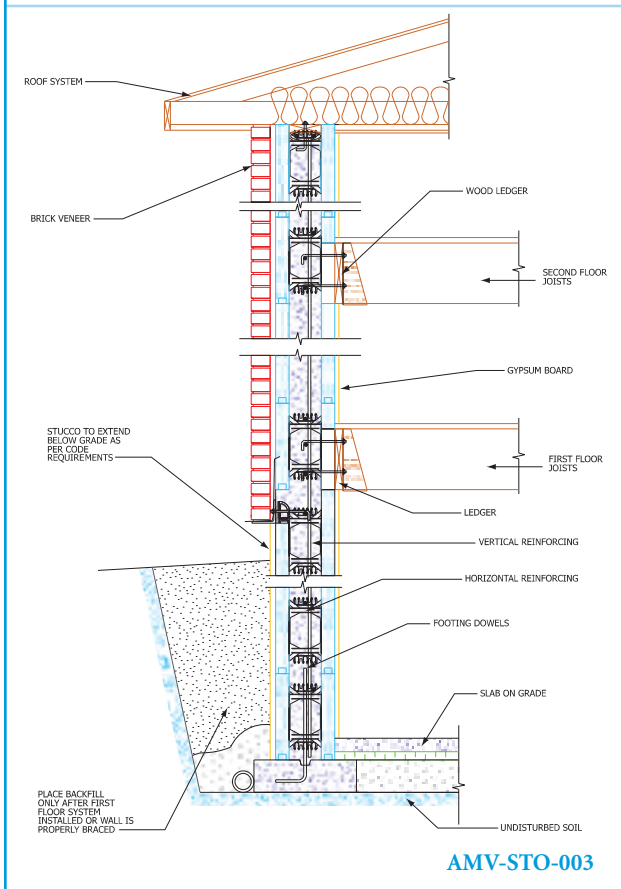 ROOF SYSTEM
WOOD LEDGER
BRICK VENEER
SECOND FLOOR
JOISTS
GYPSUM BOARD
STUCCO TO EXTEND
BELOW GRADE AS
PER CODE
REQUIREMENTS
FIRST FLOOR
JOISTS
LEDGER
VERTICAL REINFORCING
HORIZONTAL REINFORCING
FOOTING DOWELS
SLAB ON GRADE
PLACE BACKFILL
ONLY AFTER FIRST
FLOOR SYSTEM
INSTALLED OR WALL IS
PROPERLY BRACED
UNDISTURBED SOIL
AMV-STO-003